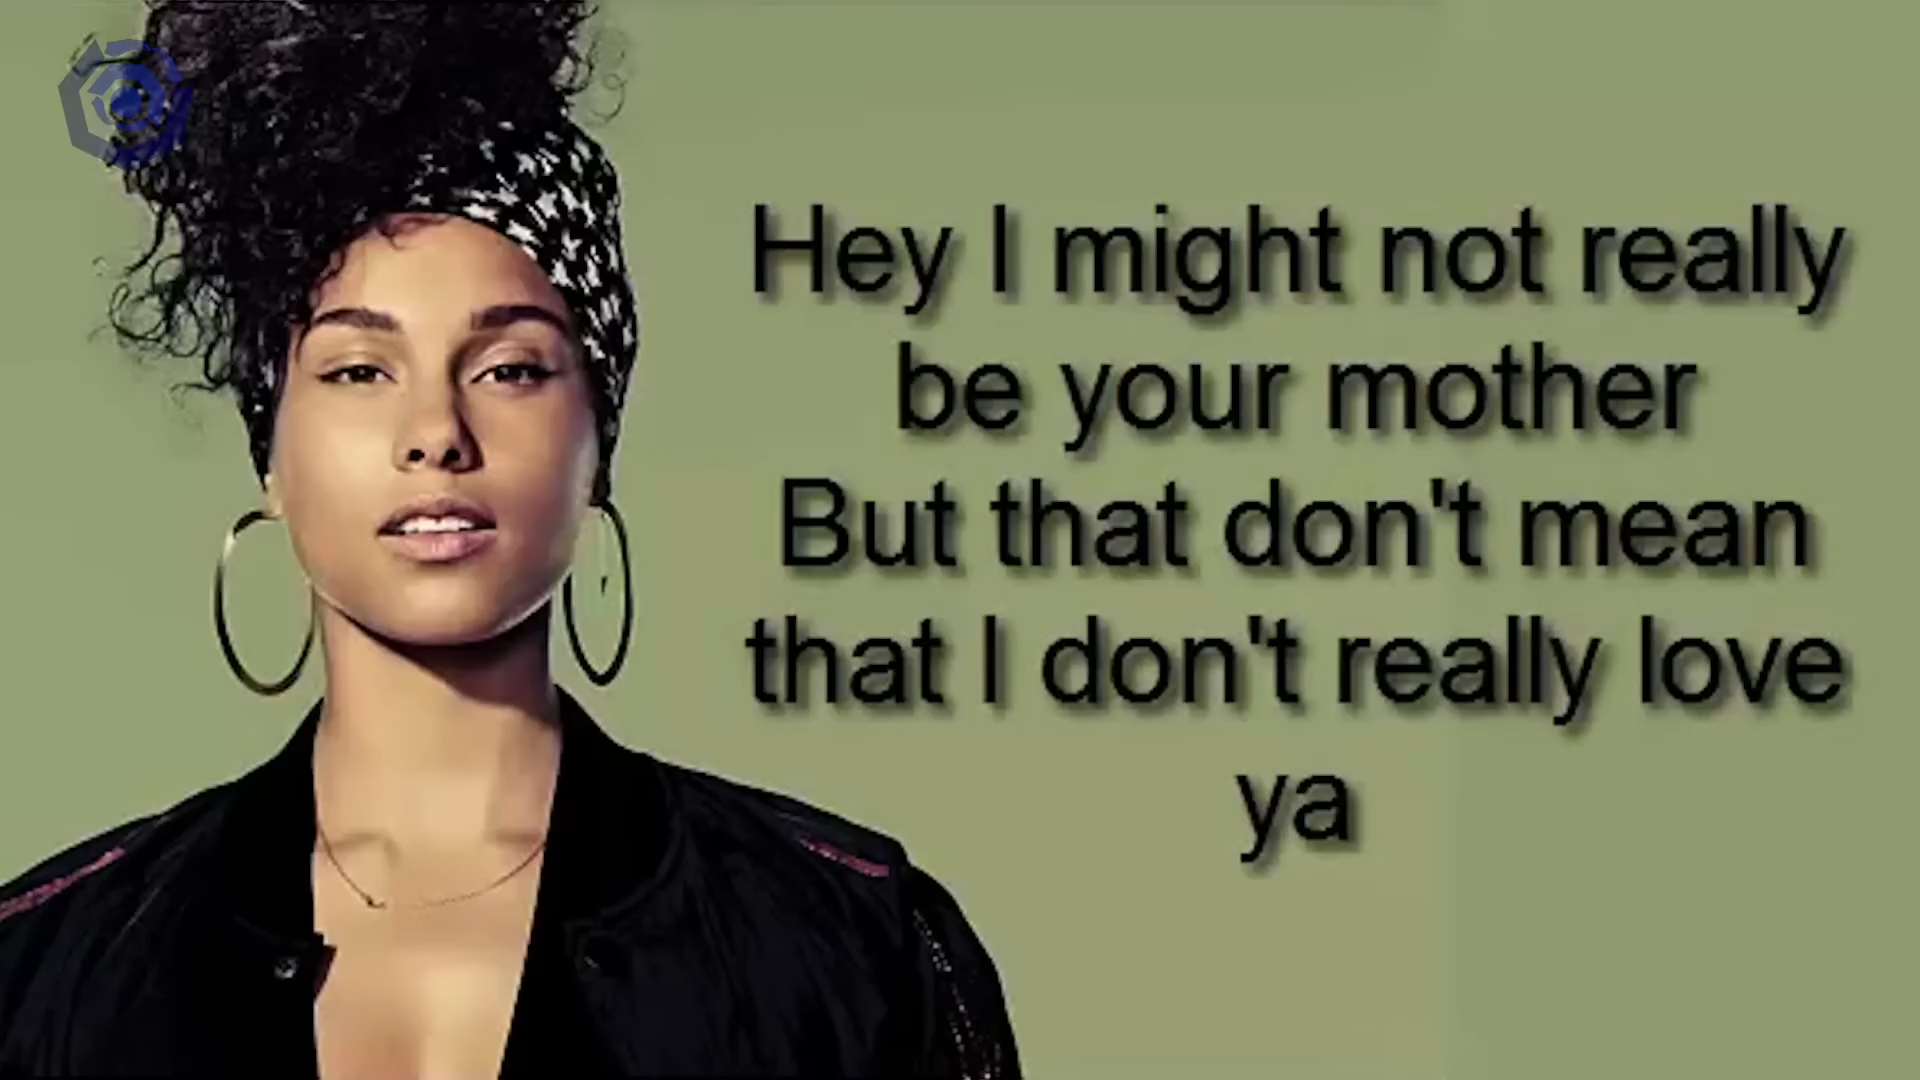 Hey I might not really
be your mother
But that don't mean
that I don't really love
ya